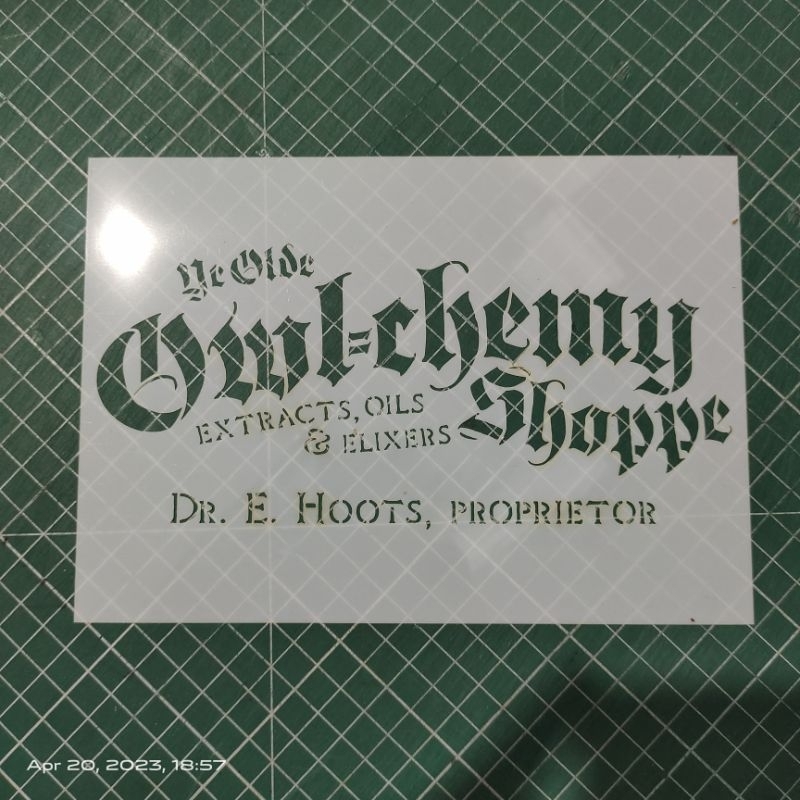 Ye Olde
Owl-chemy
Shoppe
EXTRACTS, OILS
& ELIXERS
DR. E. HOOTS, PROPRIETOR
Apr 20, 2023, 18:57